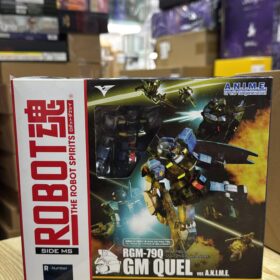 ROBOT魂
THE ROBOT SPIRITS
SIDE MS
A.N.I.M.E.
RGM-79Q
GM QUEL ver. A.N.I.M.E.